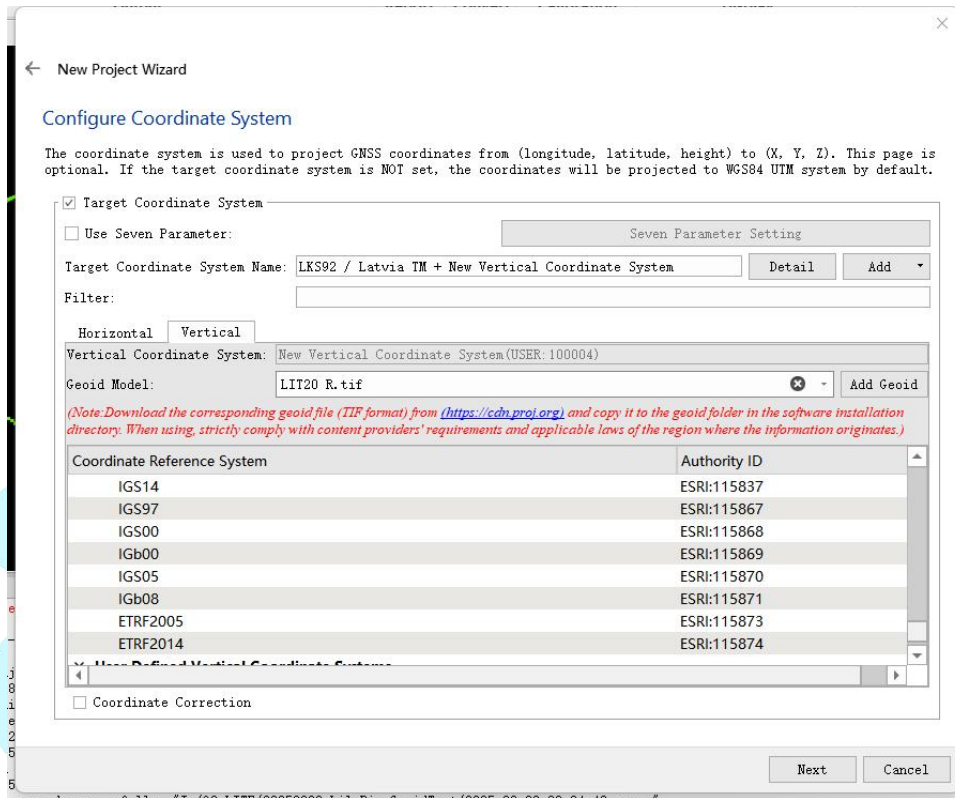 New Project Wizard
Configure Coordinate System
The coordinate system is used to project GNSS coordinates from (longitude, latitude, height) to (X, Y, Z). This page is
optional. If the target coordinate system is NOT set, the coordinates will be projected to WGS84 UTM system by default.
Target Coordinate System
Use Seven Parameter: Seven Parameter Setting
Target Coordinate System Name: LKS92 / Latvia TM + New Vertical Coordinate System Detail Add
Filter:
Horizontal Vertical
Vertical Coordinate System: New Vertical Coordinate System(USER:100004)
Geoid Model: LIT20 R.tif Add Geoid
(Note:Download the corresponding geoid file (TIF format) from (https://cdn.proj.org) and copy it to the geoid folder in the software installation
directory. When using, strictly comply with content providers' requirements and applicable laws of the region where the information originates.)
Coordinate Reference System Authority ID
IGS14 ESRI:115837
IGS97 ESRI:115867
IGS00 ESRI:115868
IGb00 ESRI:115869
IGS05 ESRI:115870
IGb08 ESRI:115871
ETRF2005 ESRI:115873
ETRF2014 ESRI:115874
User Defined Vertical Coordinate Systems
Coordinate Correction
Next Cancel